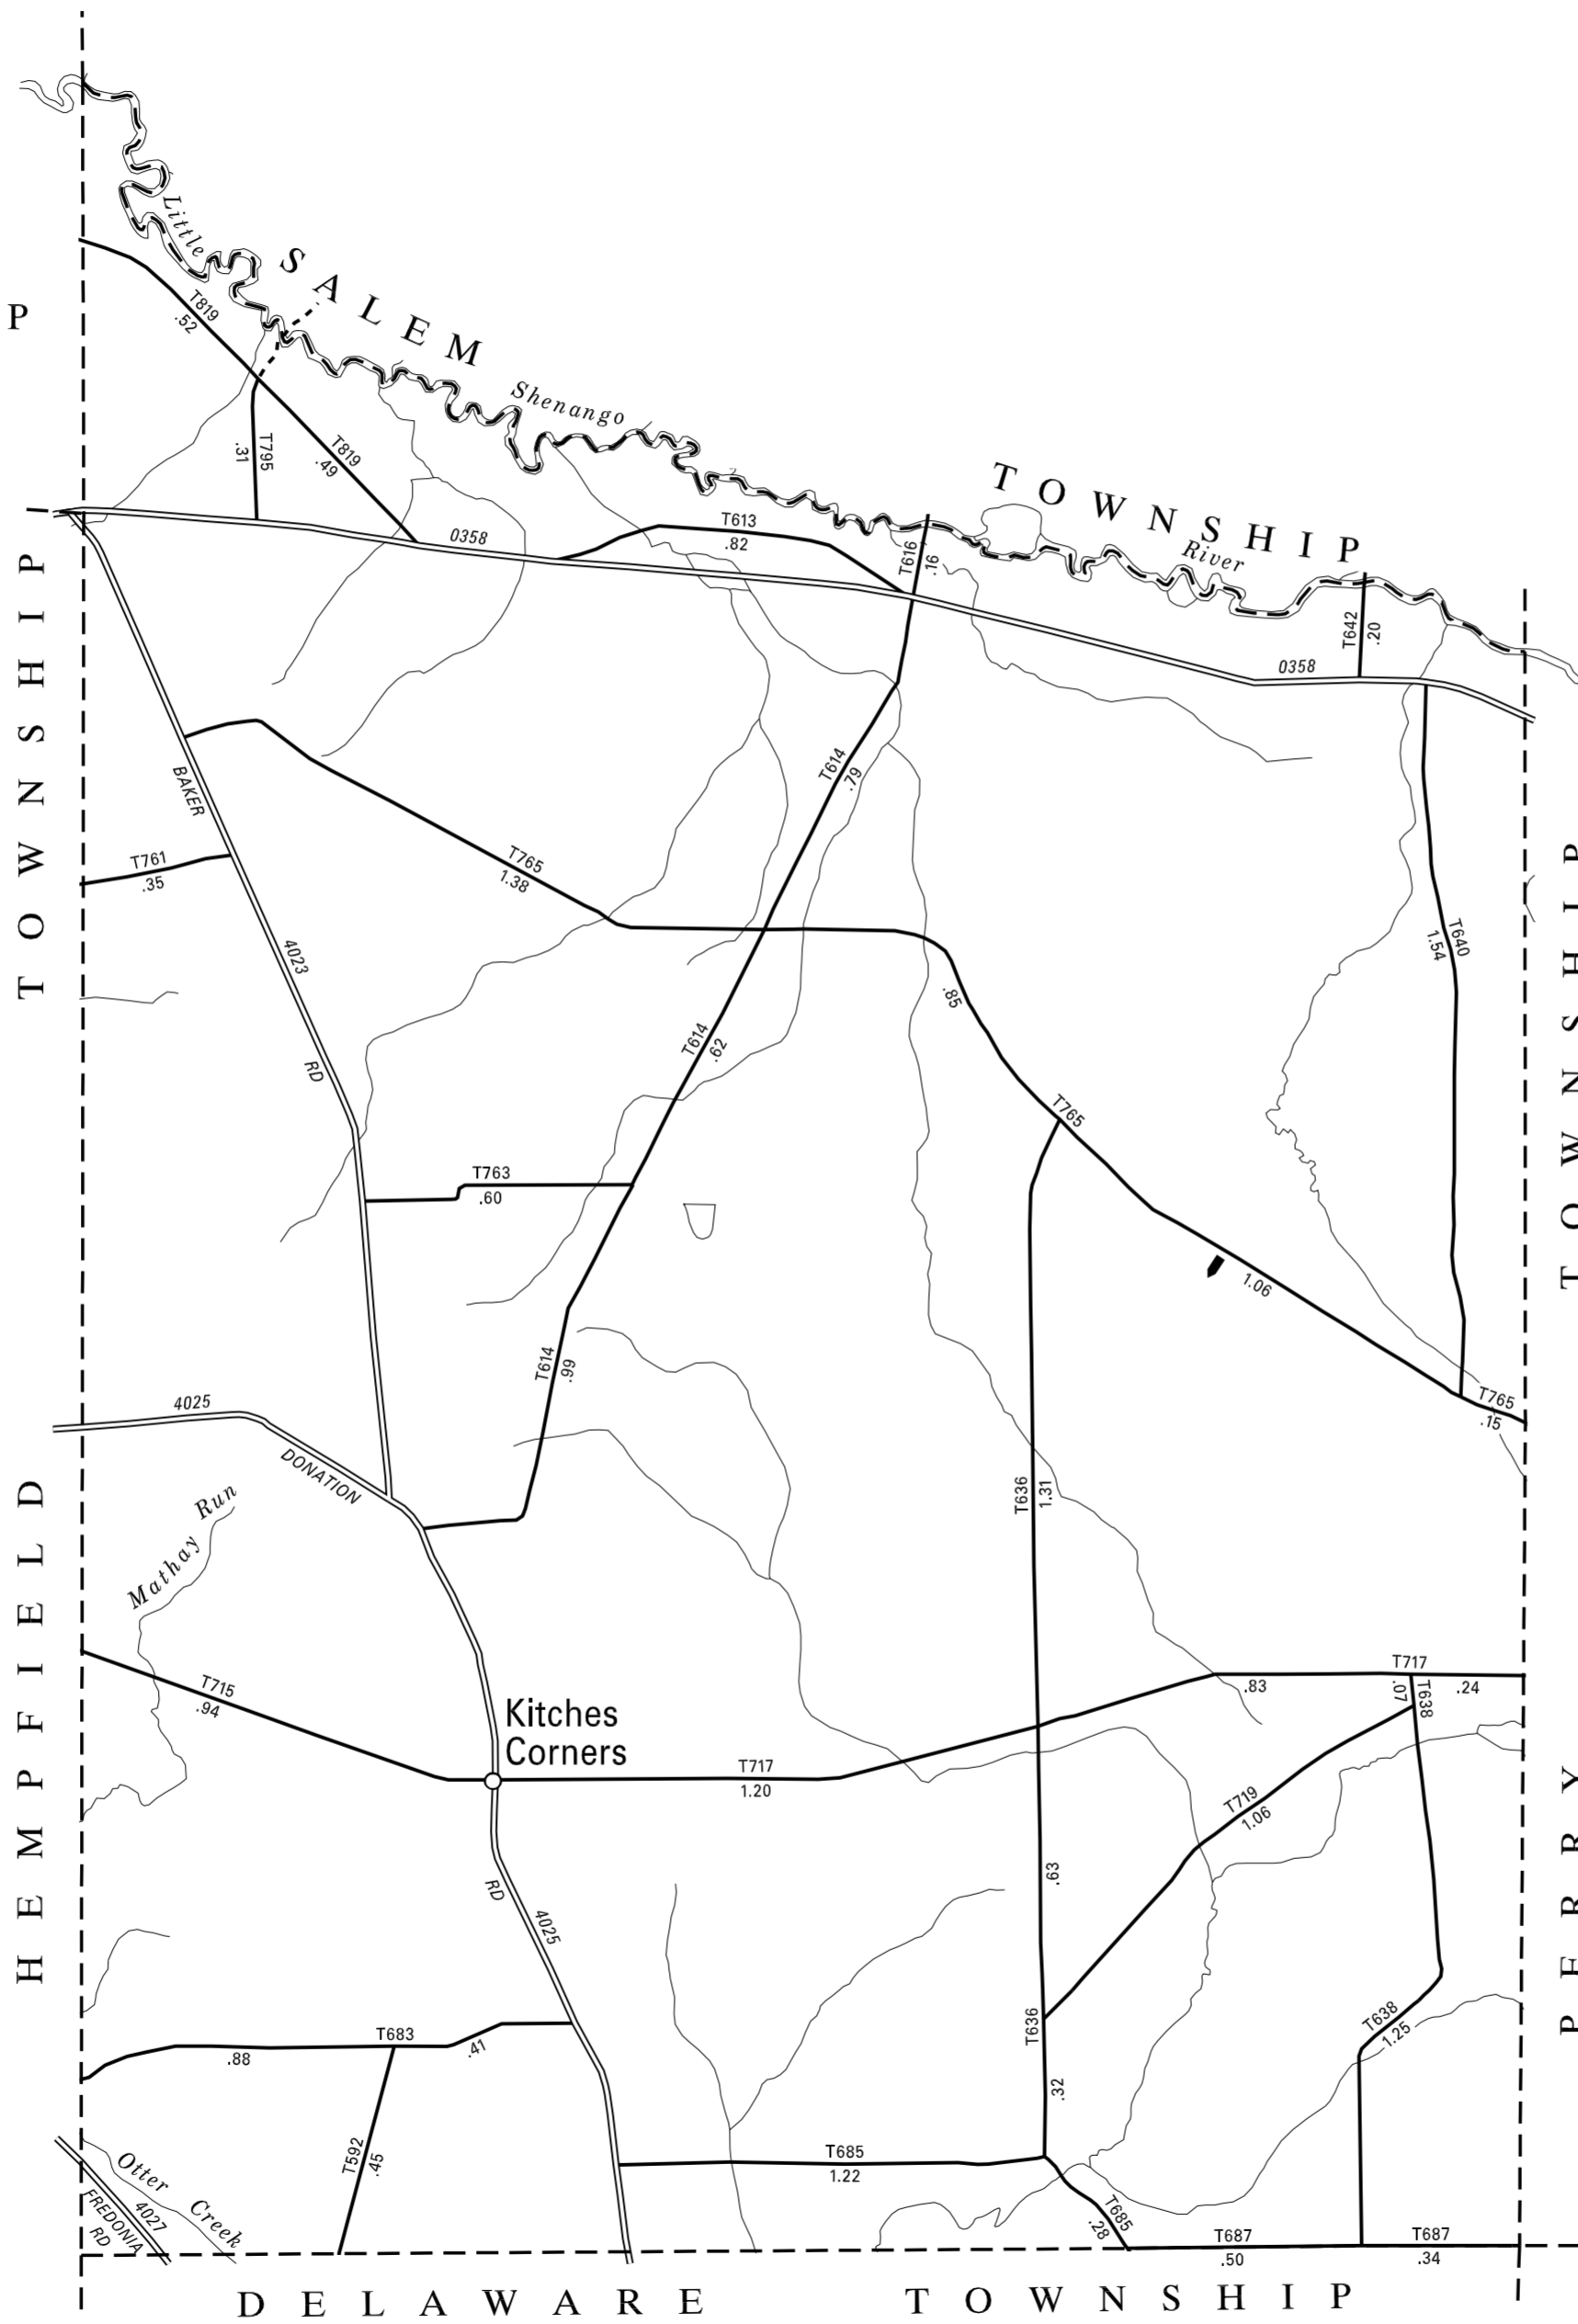 Little
SALEM
P
T819
.52
Shenango
T795
.31
T819
.49
TOWNSHIP
River
0358
T613
.82
T616
.16
T642
.20
0358
TOWNSHIP
BAKER
T614
.79
T761
.35
T765
1.38
T640
1.54
4023
.85
T614
.62
RD
T765
T763
.60
TOWNSHIP
1.06
T614
.99
4025
T765
.15
DONATION
T636
1.31
Mathay Run
HEMPFIELD
T717
.83
.07
T638
.24
T715
.94
Kitches
Corners
T717
1.20
T719
1.06
PERRY
.63
RD
4025
T683
.88
.41
T636
T638
1.25
.32
T592
.45
T685
1.22
Otter Creek
4027
FREDONIA
RD
T685
.28
T687
.50
T687
.34
DELAWARE TOWNSHIP